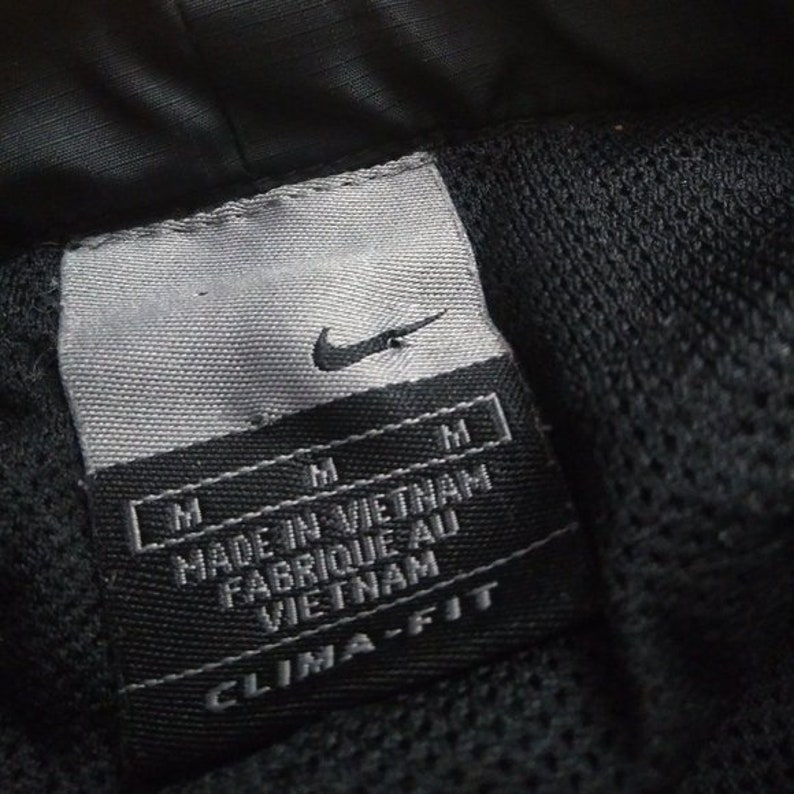 M M M
MADE IN VIETNAM
FABRIQUE AU
VIETNAM
CLIMA-FIT